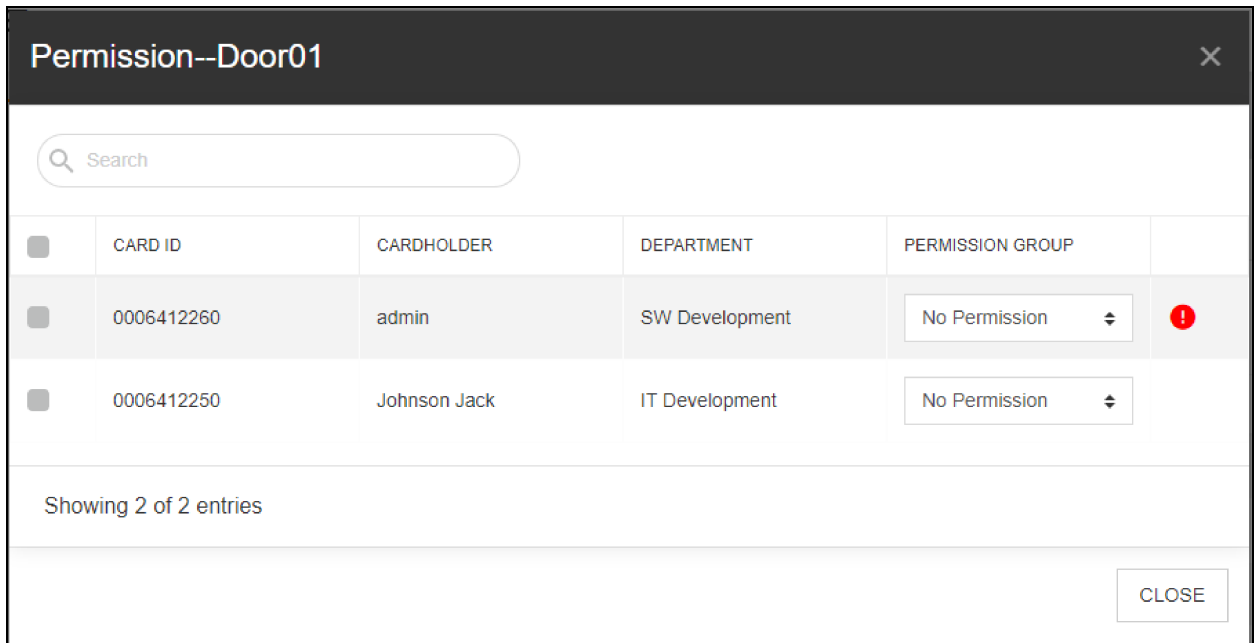 Permission--Door01
Search
CARD ID CARDHOLDER DEPARTMENT PERMISSION GROUP
0006412260 admin SW Development No Permission
0006412250 Johnson Jack IT Development No Permission
Showing 2 of 2 entries
CLOSE